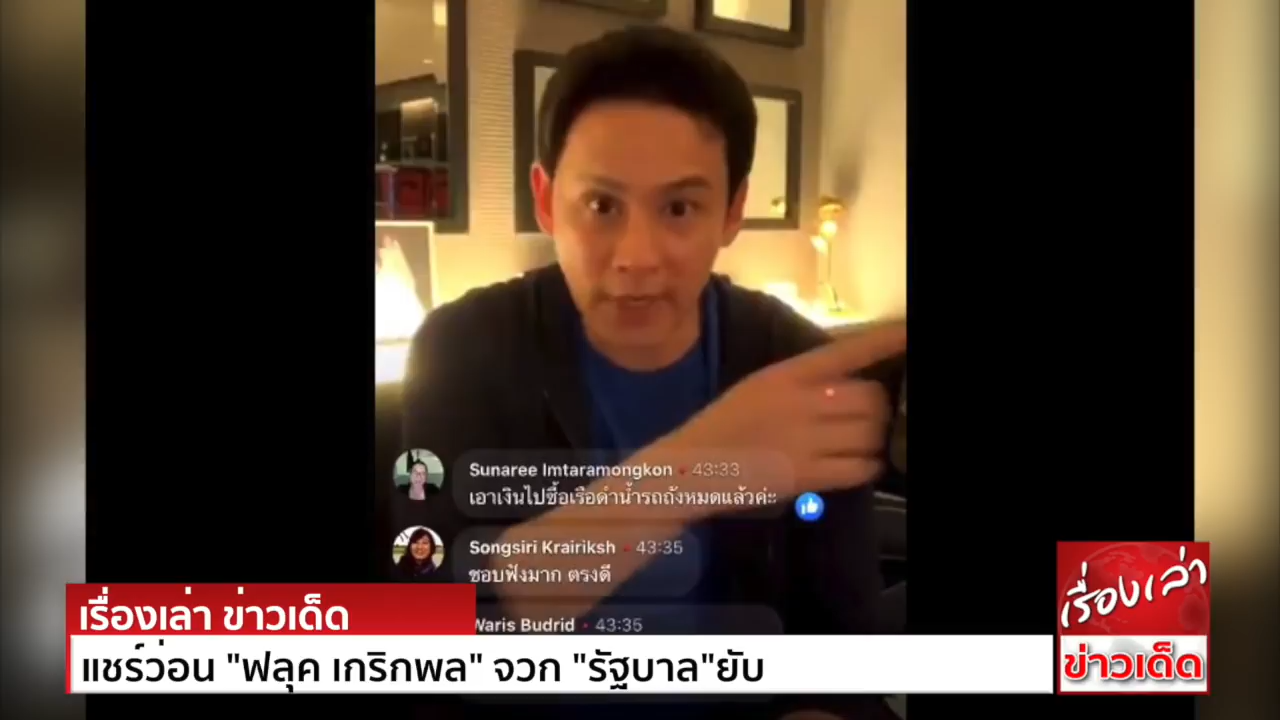 Sunaree Imtaramongkon • 43:33
เอาเงินไปซื้อเรือดำน้ำรถถังหมดแล้วค่ะ
Songsiri Krairiksh • 43:35
ชอบฟังมาก ตรงดี
Waris Budrid • 43:35
เรื่องเล่า ข่าวเด็ด
แชร์ว่อน "ฟลุค เกริกพล" จวก "รัฐบาล"ยับ
เรื่องเล่า
ข่าวเด็ด